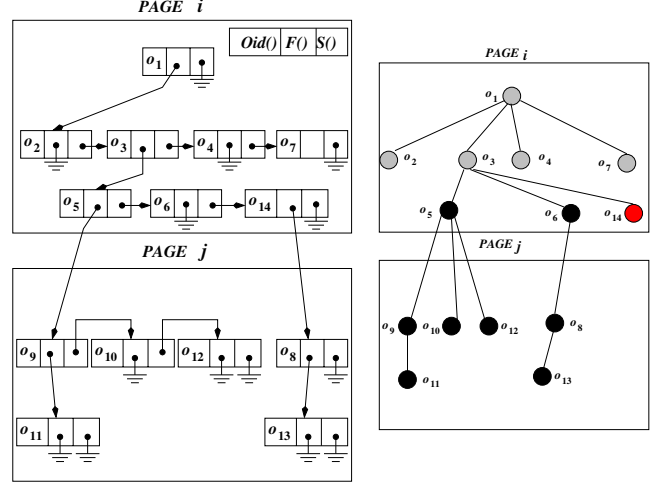 PAGE i
Oid() F() S()
o1
o2 o3 o4 o7
o5 o6 o14
PAGE j
o9 o10 o12 o8
o11 o13
PAGE i
o1
o2 o3 o4 o7
o5 o6 o14
PAGE j
o9 o10 o12 o8
o11 o13